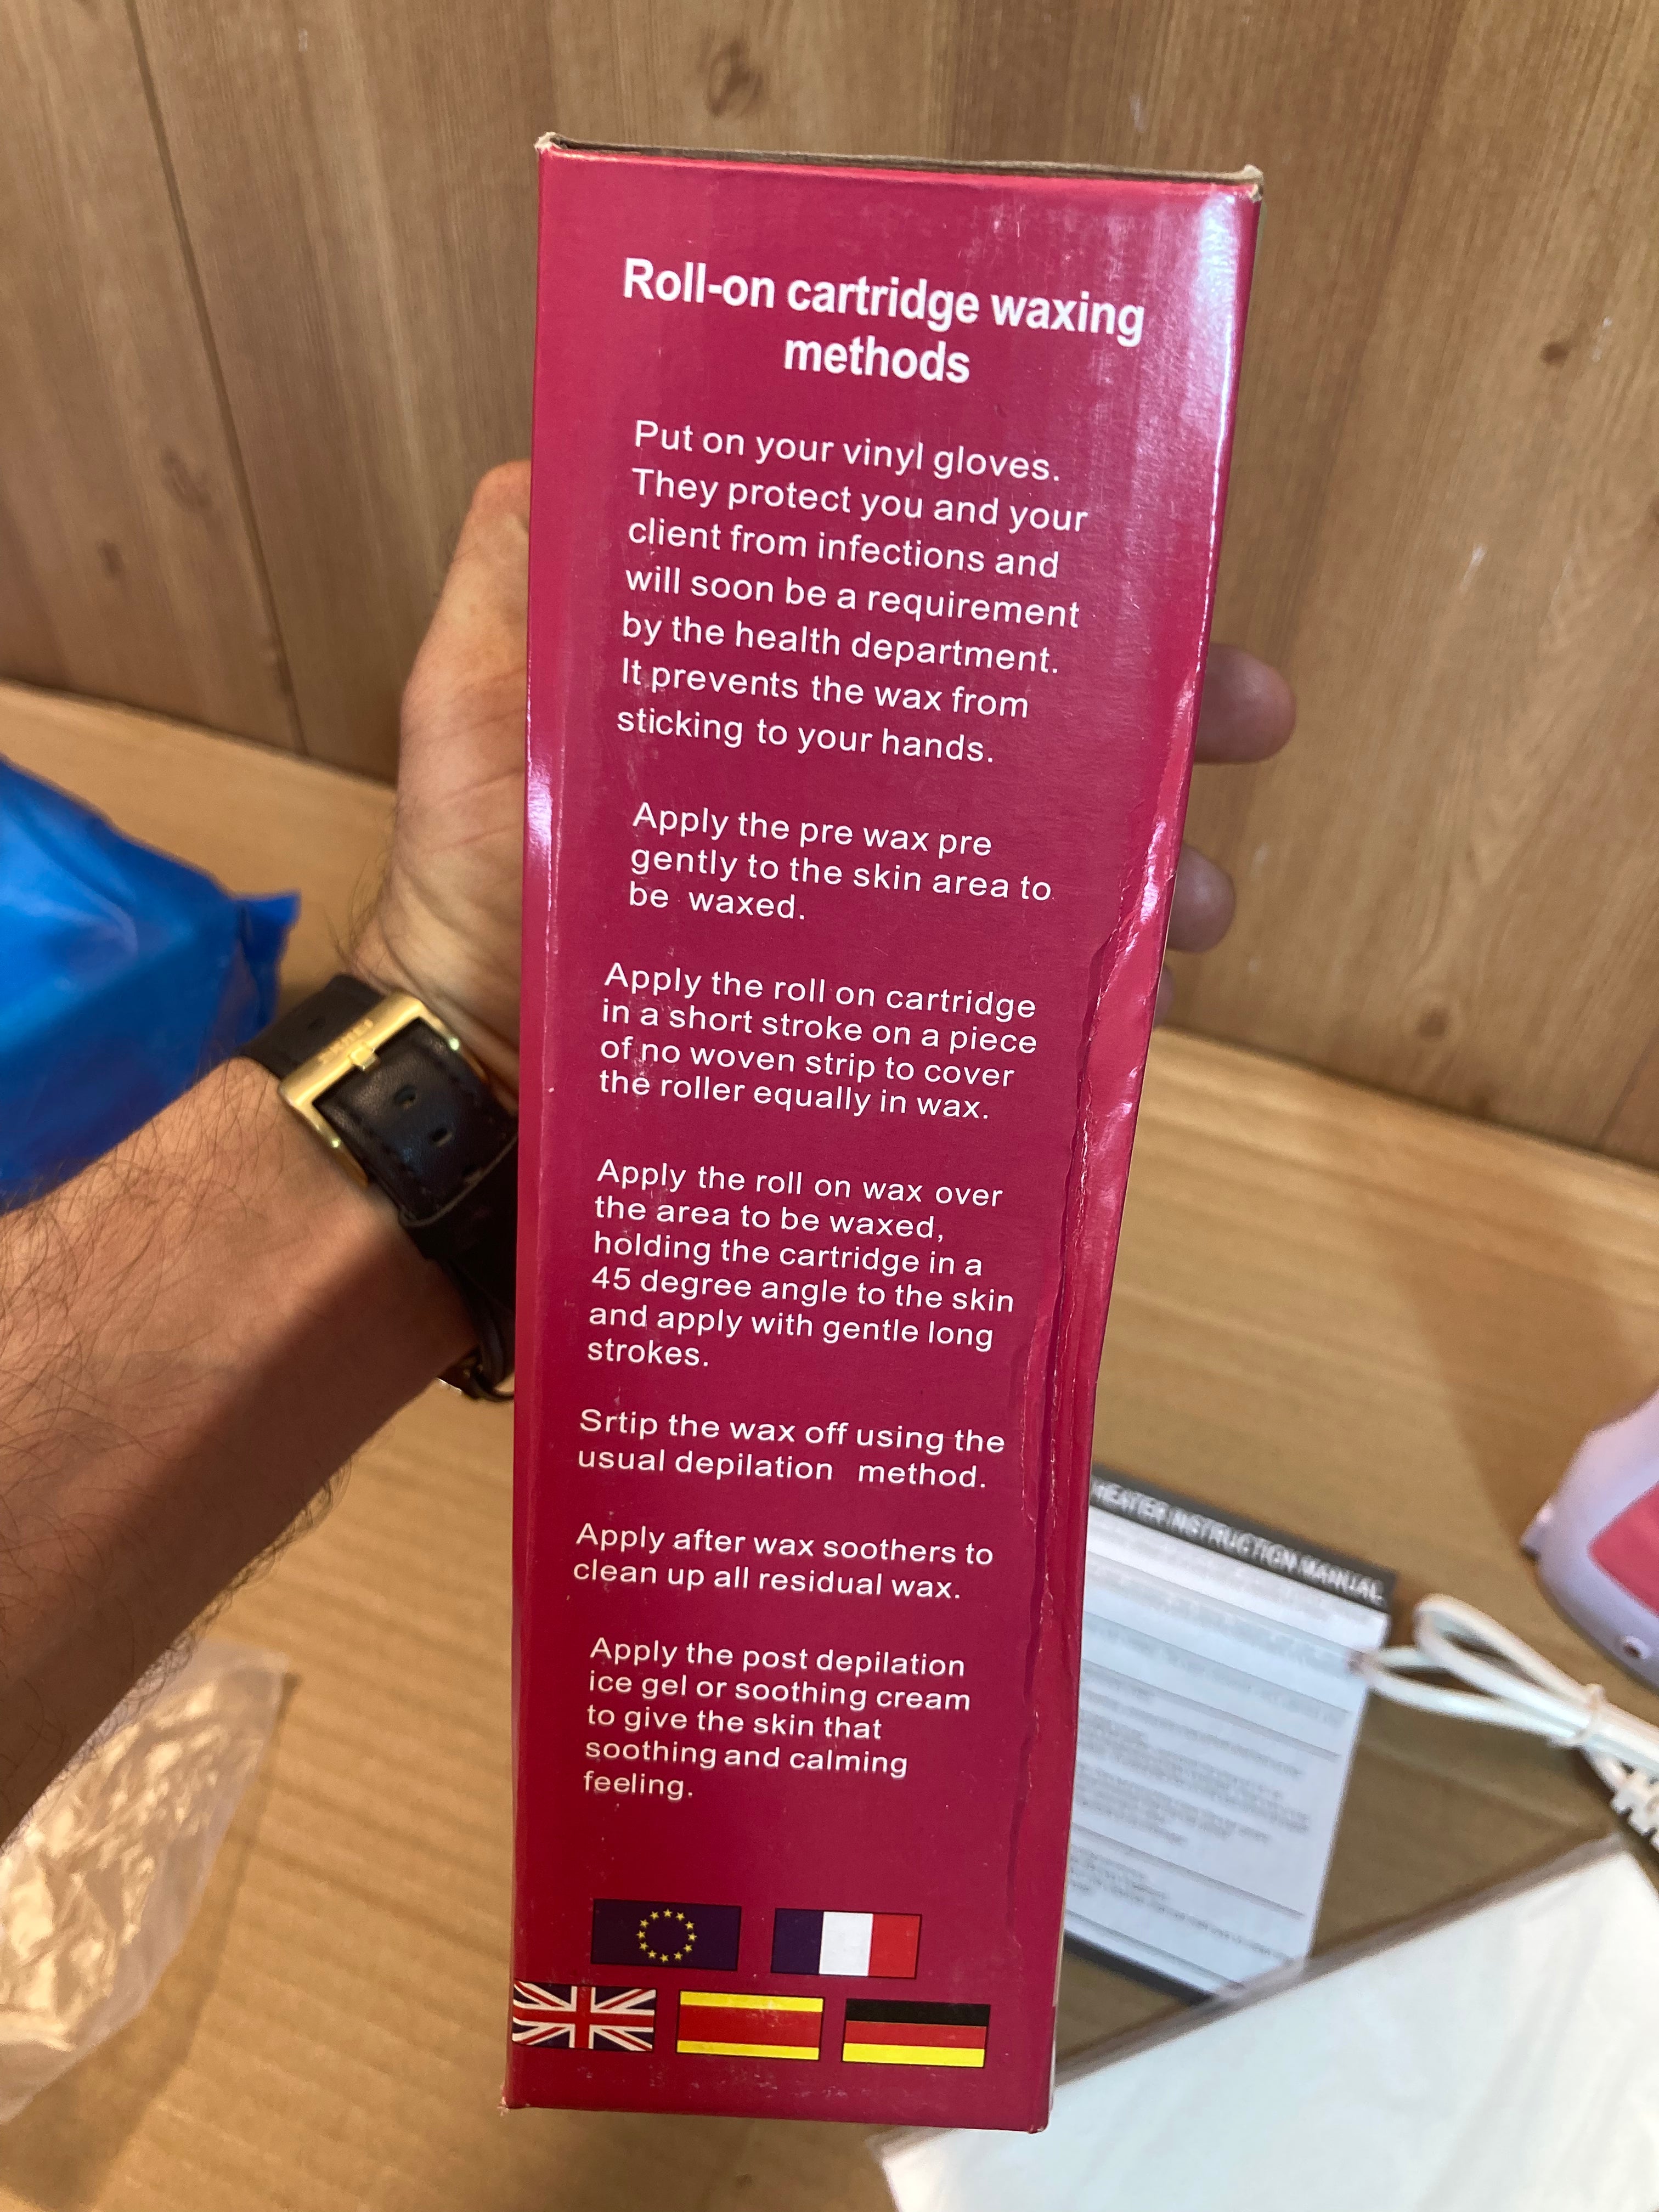 Roll-on cartridge waxing
methods
Put on your vinyl gloves.
They protect you and your
client from infections and
will soon be a requirement
by the health department.
It prevents the wax from
sticking to your hands.
Apply the pre wax pre
gently to the skin area to
be waxed.
Apply the roll on cartridge
in a short stroke on a piece
of no woven strip to cover
the roller equally in wax.
Apply the roll on wax over
the area to be waxed,
holding the cartridge in a
45 degree angle to the skin
and apply with gentle long
strokes.
Srtip the wax off using the
usual depilation method.
Apply after wax soothers to
clean up all residual wax.
Apply the post depilation
ice gel or soothing cream
to give the skin that
soothing and calming
feeling.
HEATER INSTRUCTION MANUAL